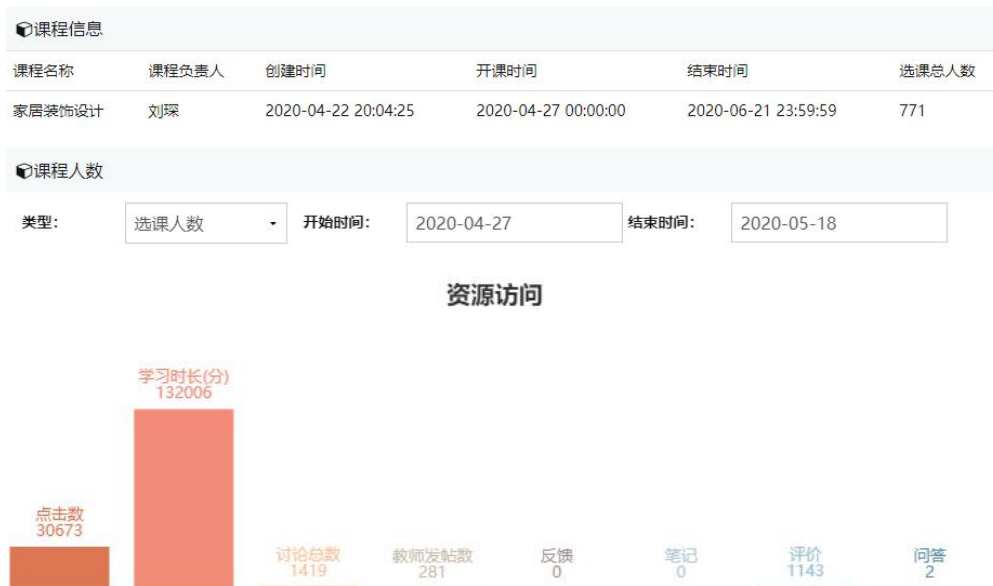 课程信息
课程名称 课程负责人 创建时间 开课时间 结束时间 选课总人数
家居装饰设计 刘琛 2020-04-22 20:04:25 2020-04-27 00:00:00 2020-06-21 23:59:59 771
课程人数
类型： 选课人数 开始时间： 2020-04-27 结束时间： 2020-05-18
资源访问
学习时长(分)
132006
点击数
30673
讨论总数
1419
教师发帖数
281
反馈
0
笔记
0
评价
1143
问答
2